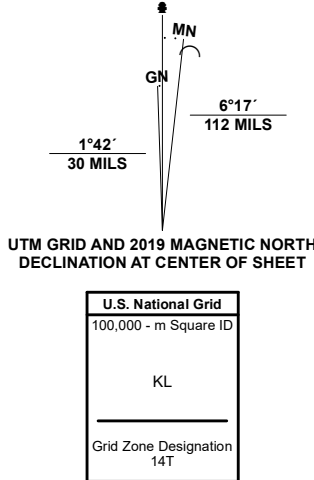 MN
GN
6°17´
112 MILS
1°42´
30 MILS
UTM GRID AND 2019 MAGNETIC NORTH
DECLINATION AT CENTER OF SHEET
U.S. National Grid
100,000 - m Square ID
KL
Grid Zone Designation
14T